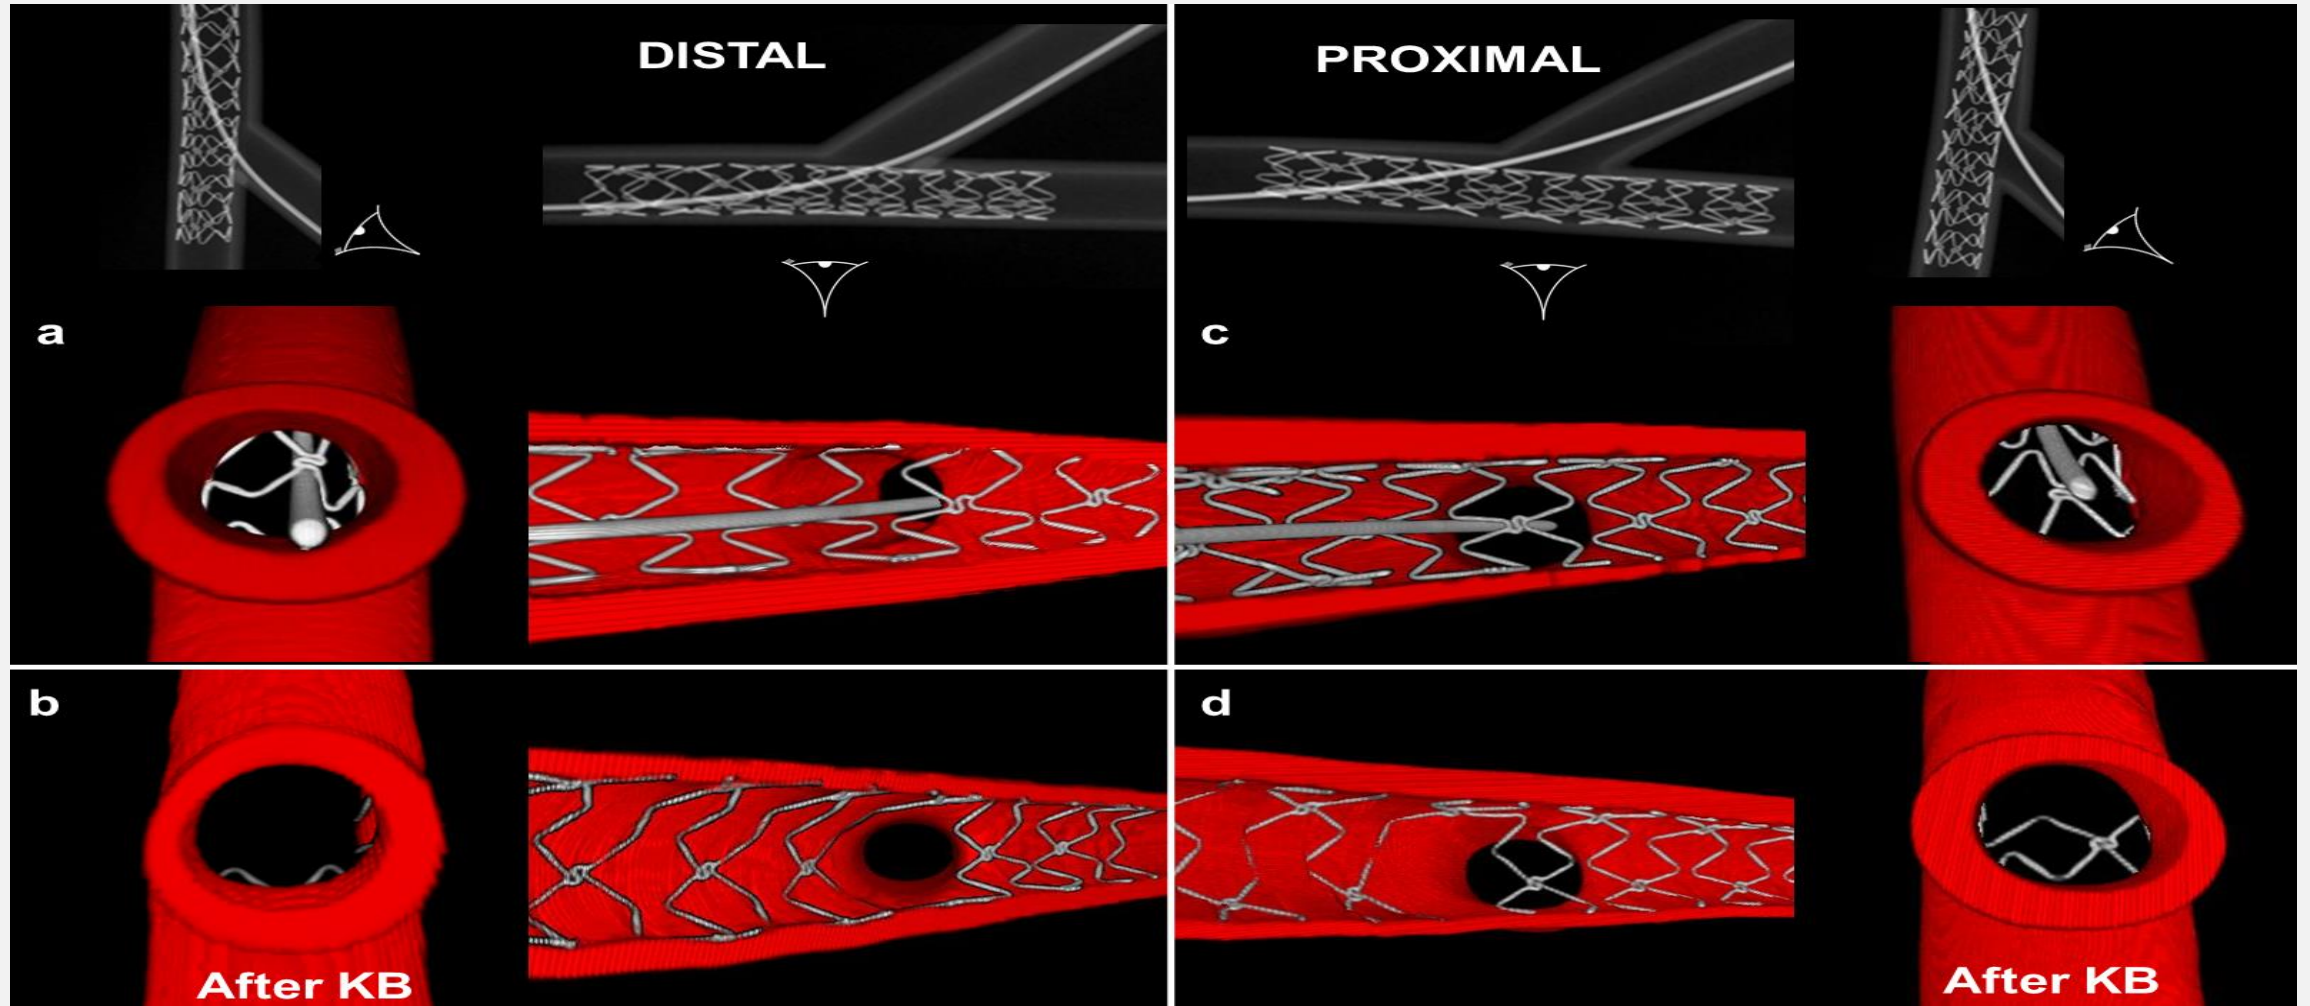 DISTAL
PROXIMAL
a
c
b
d
After KB
After KB